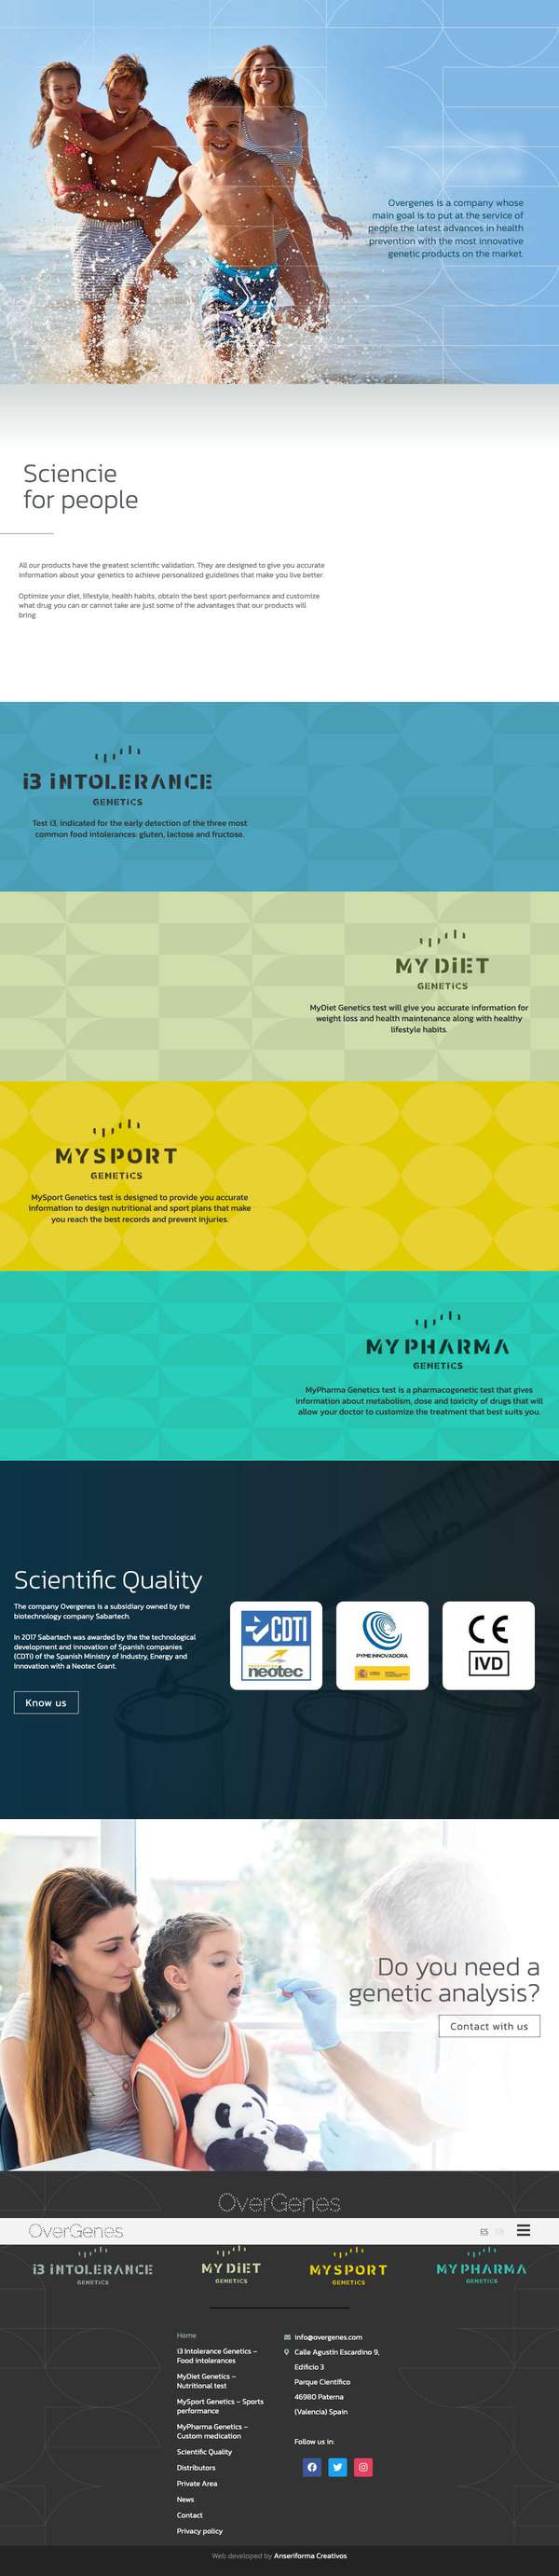 Overgenes is a company whose
main goal is to put at the service of
people the latest advances in health
prevention with the most innovative
genetic products on the market.
Sciencie
for people
All our products have the greatest scientific validation. They are designed to give you accurate
information about your genetics to achieve personalized guidelines that make you live better.
Optimize your diet, lifestyle, health habits, obtain the best sport performance and customize
what drug you can or cannot take are just some of the advantages that our products will
bring.
i3 iNTOLERANCE
GENETiCS
Test i3, indicated for the early detection of the three most
common food intolerances: gluten, lactose and fructose.
MY DiET
GENETiCS
MyDiet Genetics test will give you accurate information for
weight loss and health maintenance along with healthy
lifestyle habits.
MYSPORT
GENETiCS
MySport Genetics test is designed to provide you accurate
information to design nutritional and sport plans that make
you reach the best records and prevent injuries.
MYPHARMA
GENETiCS
MyPharma Genetics test is a pharmacogenetic test that gives
information about metabolism, dose and toxicity of drugs that will
allow your doctor to customize the treatment that best suits you.
Scientific Quality
The company Overgenes is a subsidiary owned by the
biotechnology company Sabartech.
In 2017 Sabartech was awarded by the the technological
development and innovation of Spanish companies
(CDTI) of the Spanish Ministry of Industry, Energy and
Innovation with a Neotec Grant.
Know us
CDTI
neotec
PYME INNOVADORA
CE
IVD
Do you need a
genetic analysis?
Contact with us
OverGenes
OverGenes
ES
i3 iNTOLERANCE
GENETiCS
MY DiET
GENETiCS
MYSPORT
GENETiCS
MYPHARMA
GENETiCS
Home
i3 Intolerance Genetics –
Food intolerances
MyDiet Genetics –
Nutritional test
MySport Genetics – Sports
performance
MyPharma Genetics –
Custom medication
Scientific Quality
Distributors
Private Area
News
Contact
Privacy policy
info@overgenes.com
Calle Agustín Escardino 9,
Edificio 3
Parque Científico
46980 Paterna
(Valencia) Spain
Follow us in:
Web developed by Anseriforma Creativos